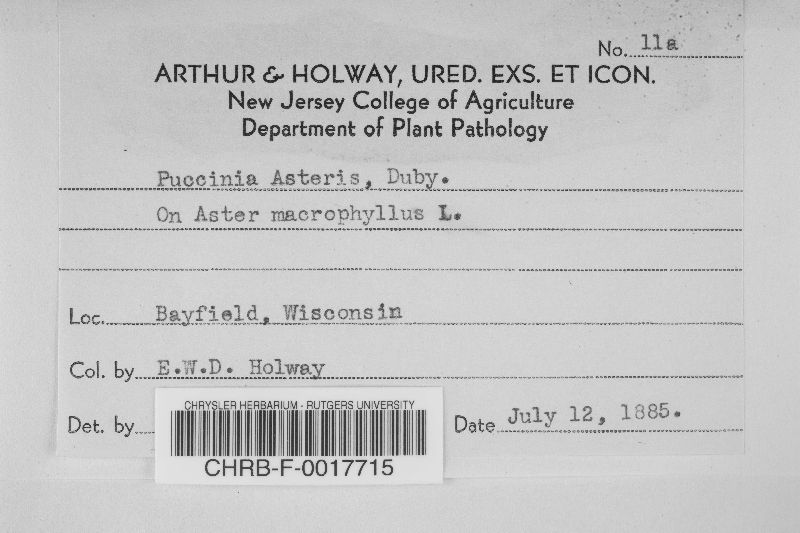 No. 11a
ARTHUR & HOLWAY, URED. EXS. ET ICON.
New Jersey College of Agriculture
Department of Plant Pathology
Puccinia Asteris, Duby.
On Aster macrophyllus L.
Loc. Bayfield, Wisconsin
Col. by E.W.D. Holway
Det. by
Date July 12, 1885.
CHRYSLER HERBARIUM - RUTGERS UNIVERSITY
CHRB-F-0017715